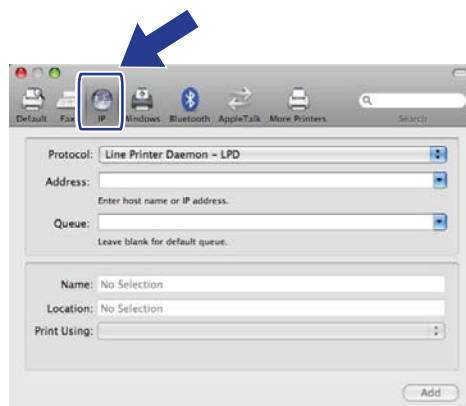 Default Fax IP Windows Bluetooth AppleTalk More Printers Search
Protocol: Line Printer Daemon – LPD
Address:
Enter host name or IP address.
Queue:
Leave blank for default queue.
Name: No Selection
Location: No Selection
Print Using:
Add